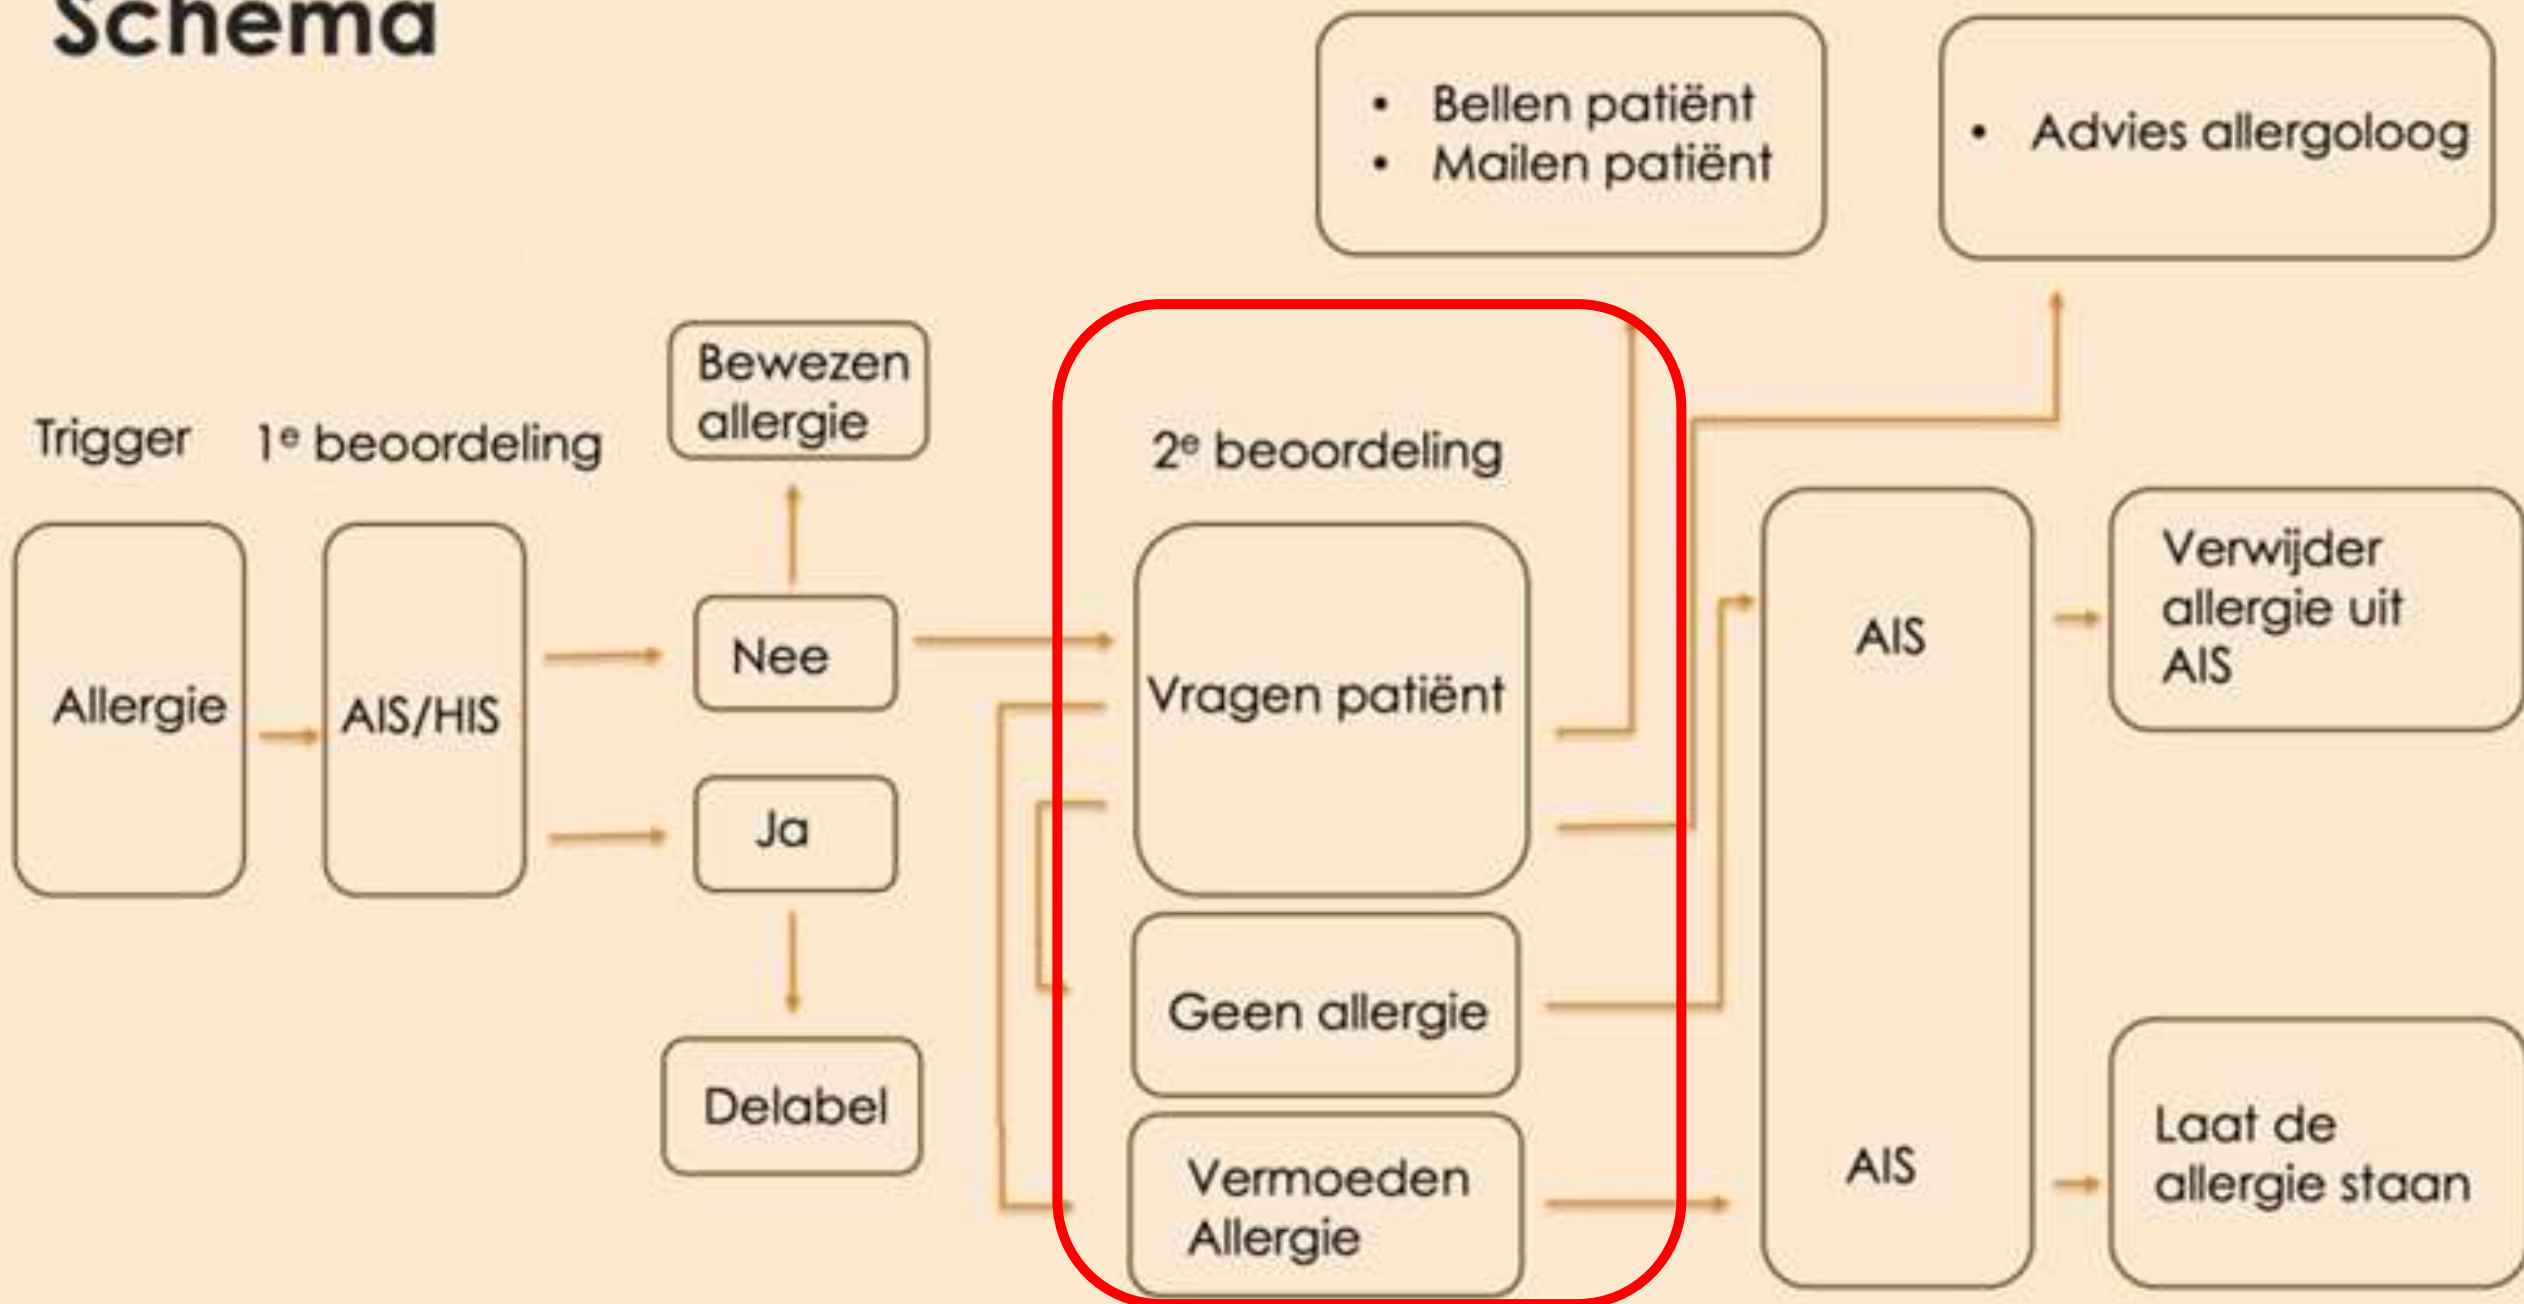 Schema
• Bellen patiënt
• Mailen patiënt
• Advies allergoloog
Trigger
1e beoordeling
Bewezen
allergie
2e beoordeling
Allergie
AIS/HIS
Nee
Ja
Delabel
Vragen patiënt
Geen allergie
Vermoeden
Allergie
AIS
AIS
Verwijder
allergie uit
AIS
Laat de
allergie staan